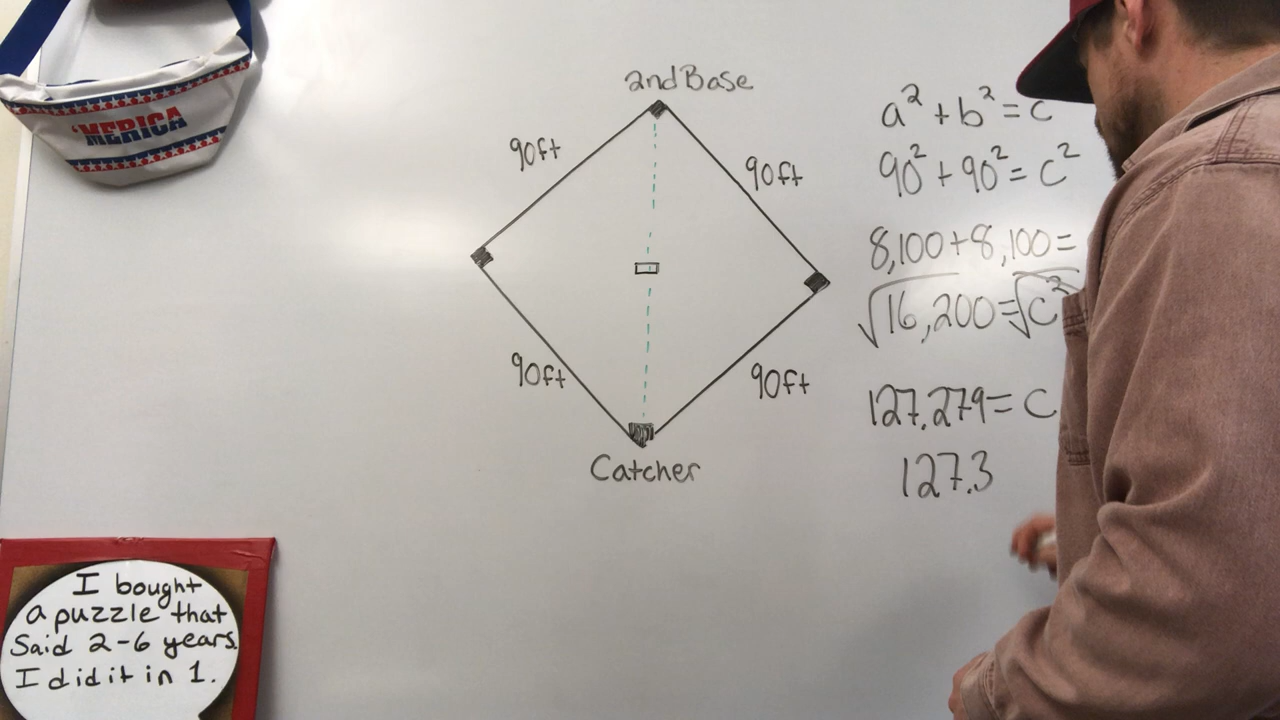 'MERICA
2nd Base
90ft
90ft
90ft
90ft
Catcher
a² + b² = c
90² + 90² = c²
8,100 + 8,100 =
√16,200 = √c²
127.279 = c
127.3
I bought
a puzzle that
Said 2-6 years.
I did it in 1.